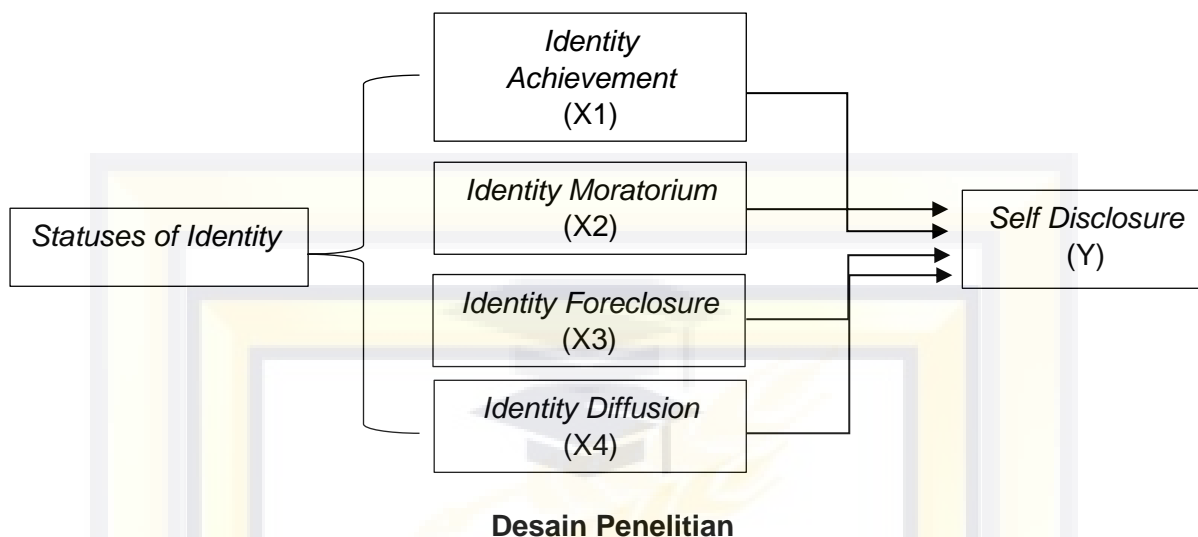 Statuses of Identity
Identity
Achievement
(X1)
Identity Moratorium
(X2)
Identity Foreclosure
(X3)
Identity Diffusion
(X4)
Self Disclosure
(Y)
Desain Penelitian